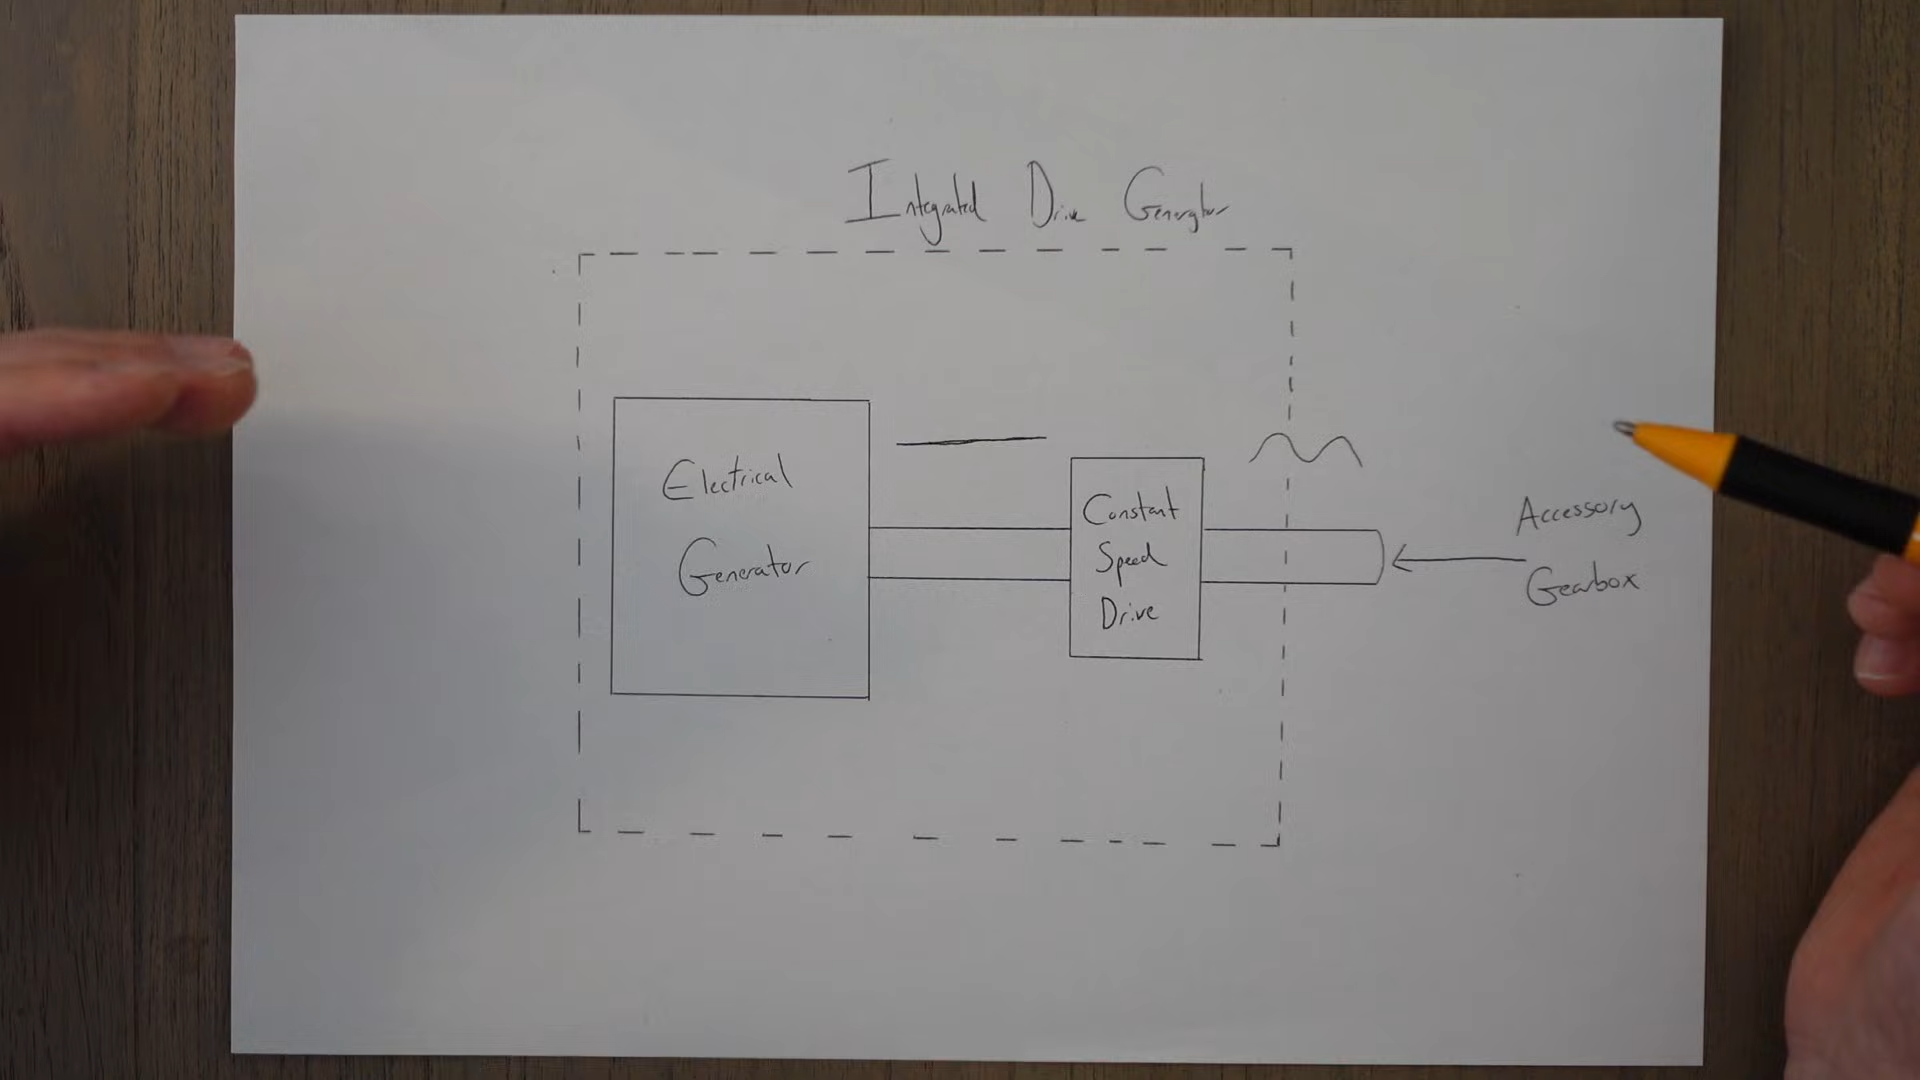 Integrated Drive Generator
Electrical
Generator
Constant
Speed
Drive
Accessory
Gearbox